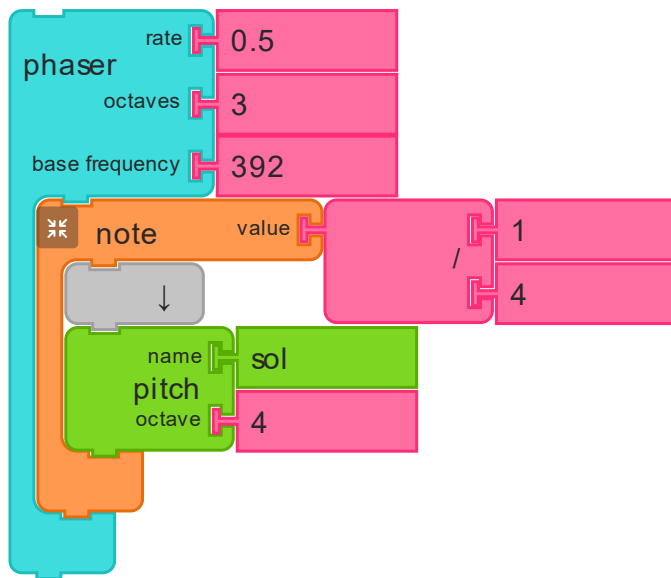 rate 0.5
phaser
octaves 3
base frequency 392
note value 1
/
4
↓
name sol
pitch
octave 4